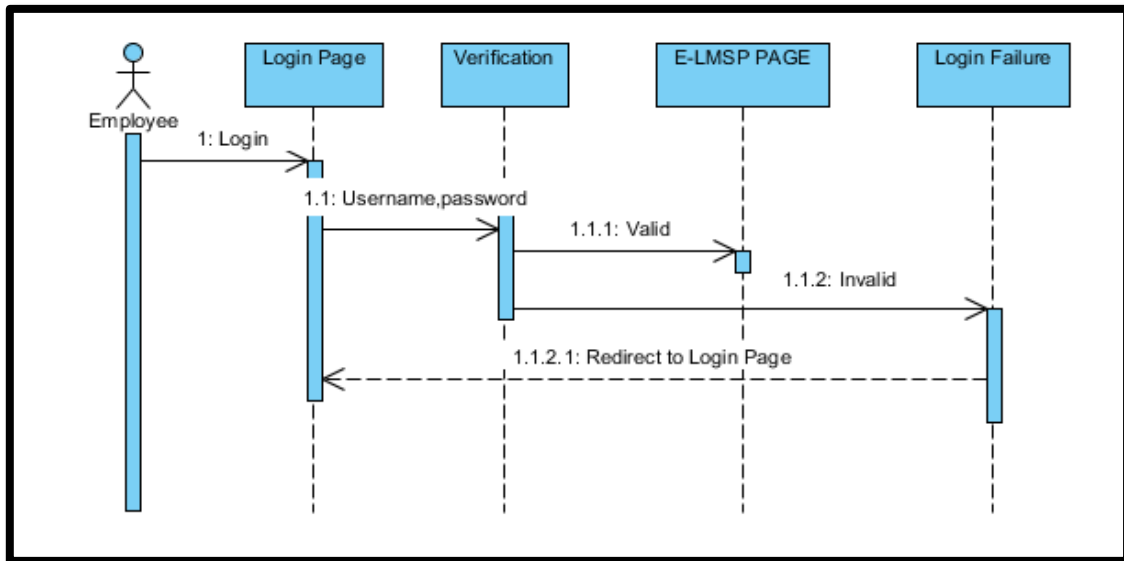 Login Page
Verification
E-LMSP PAGE
Login Failure
Employee
1: Login
1.1: Username,password
1.1.1: Valid
1.1.2: Invalid
1.1.2.1: Redirect to Login Page